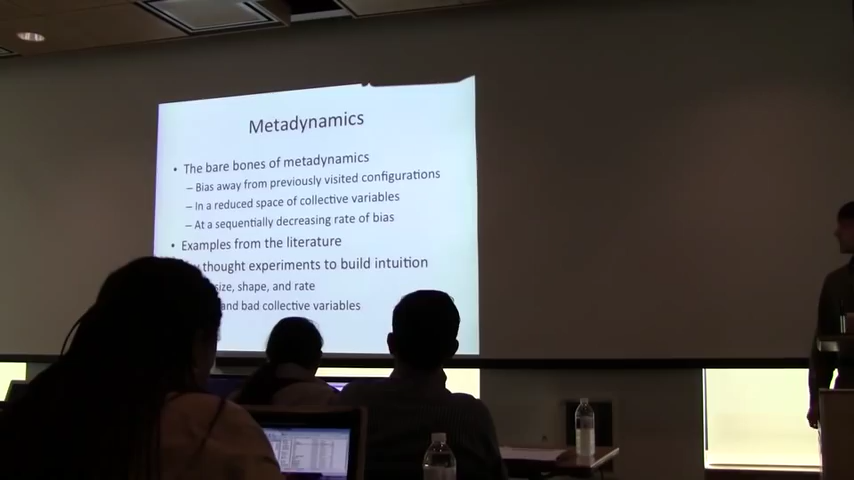 Metadynamics
• The bare bones of metadynamics
– Bias away from previously visited configurations
– In a reduced space of collective variables
– At a sequentially decreasing rate of bias
• Examples from the literature
thought experiments to build intuition
size, shape, and rate
and bad collective variables